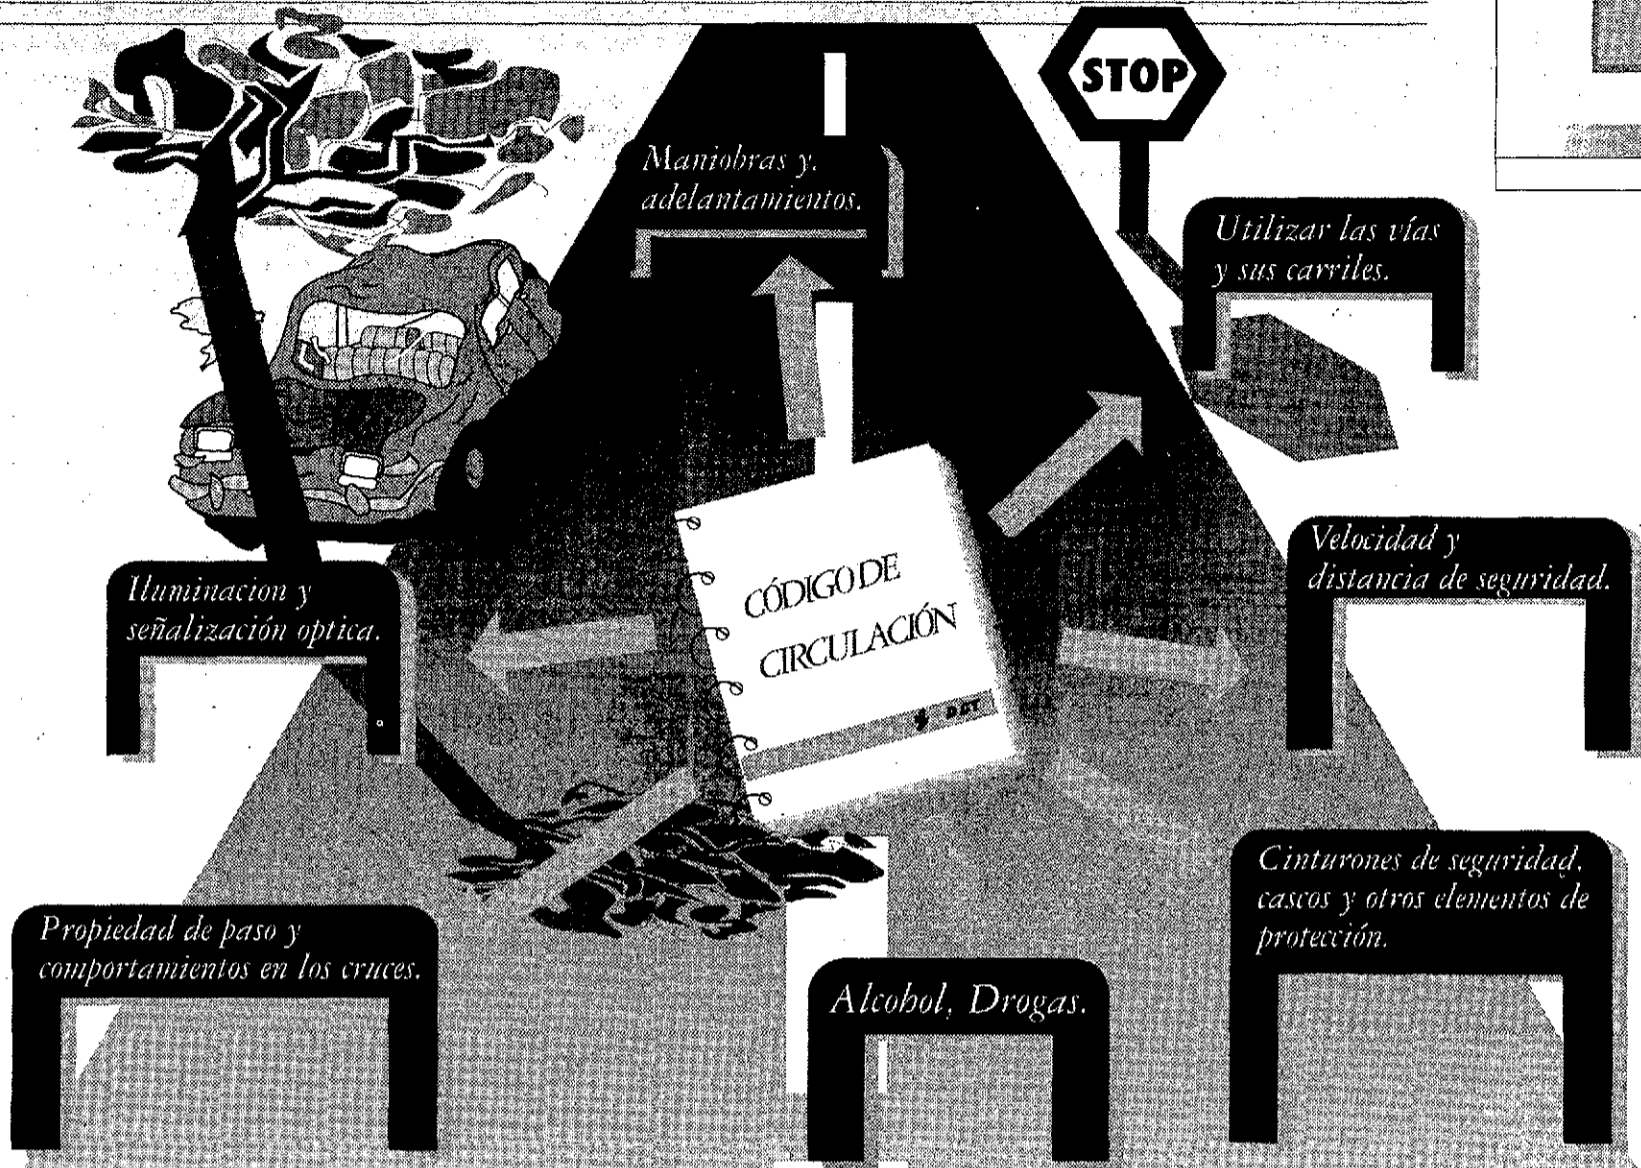 STOP
Maniobras y.
adelantamientos.
Utilizar las vías
y sus carriles.
Velocidad y
distancia de seguridad.
CÓDIGO DE
CIRCULACIÓN
DGT
Iluminacion y
señalización optica.
Cinturones de seguridad,
cascos y otros elementos de
protección.
Propiedad de paso y
comportamientos en los cruces.
Alcohol, Drogas.